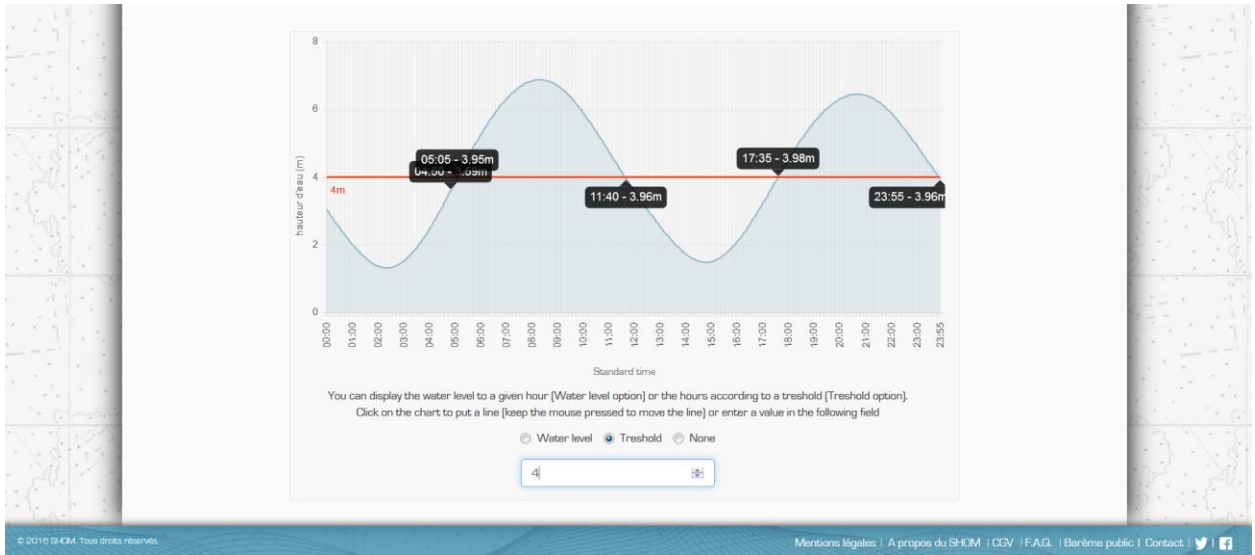 8
6
4
2
0
hauteur d'eau (m)
4m
05:05 - 3.95m
11:40 - 3.96m
17:35 - 3.98m
23:55 - 3.96m
00:00
01:00
02:00
03:00
04:00
05:00
06:00
07:00
08:00
09:00
10:00
11:00
12:00
13:00
14:00
15:00
16:00
17:00
18:00
19:00
20:00
21:00
22:00
23:00
23:55
Standard time
You can display the water level to a given hour [Water level option] or the hours according to a treshold [Treshold option].
Click on the chart to put a line [keep the mouse pressed to move the line] or enter a value in the following field
Water level Treshold None
4
© 2016 SHOM. Tous droits réservés. Mentions légales | A propos du SHOM | CGV | F.A.Q. | Barème public | Contact |